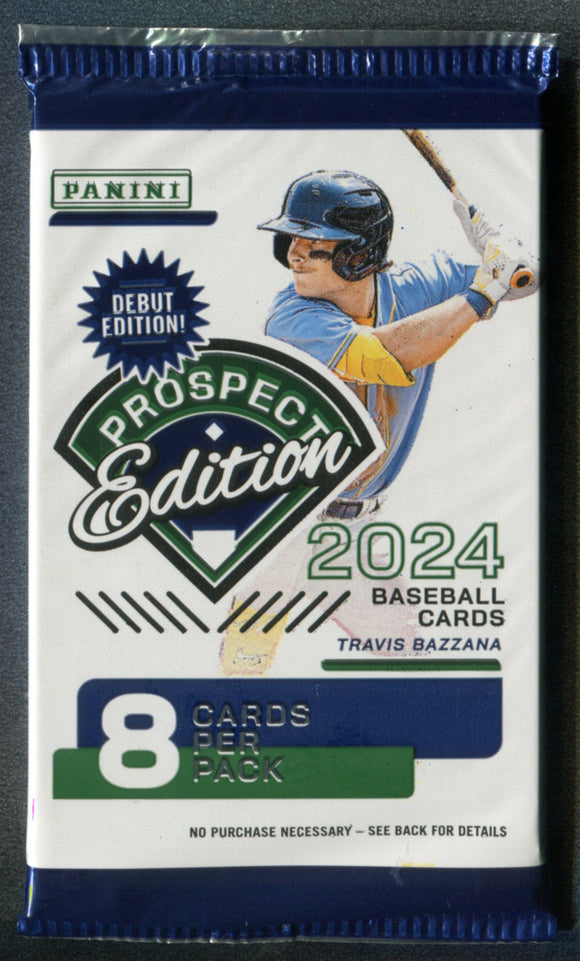 PANINI
DEBUT
EDITION!
PROSPECT
Edition
2024
BASEBALL
CARDS
TRAVIS BAZZANA
8
CARDS
PER
PACK
NO PURCHASE NECESSARY – SEE BACK FOR DETAILS